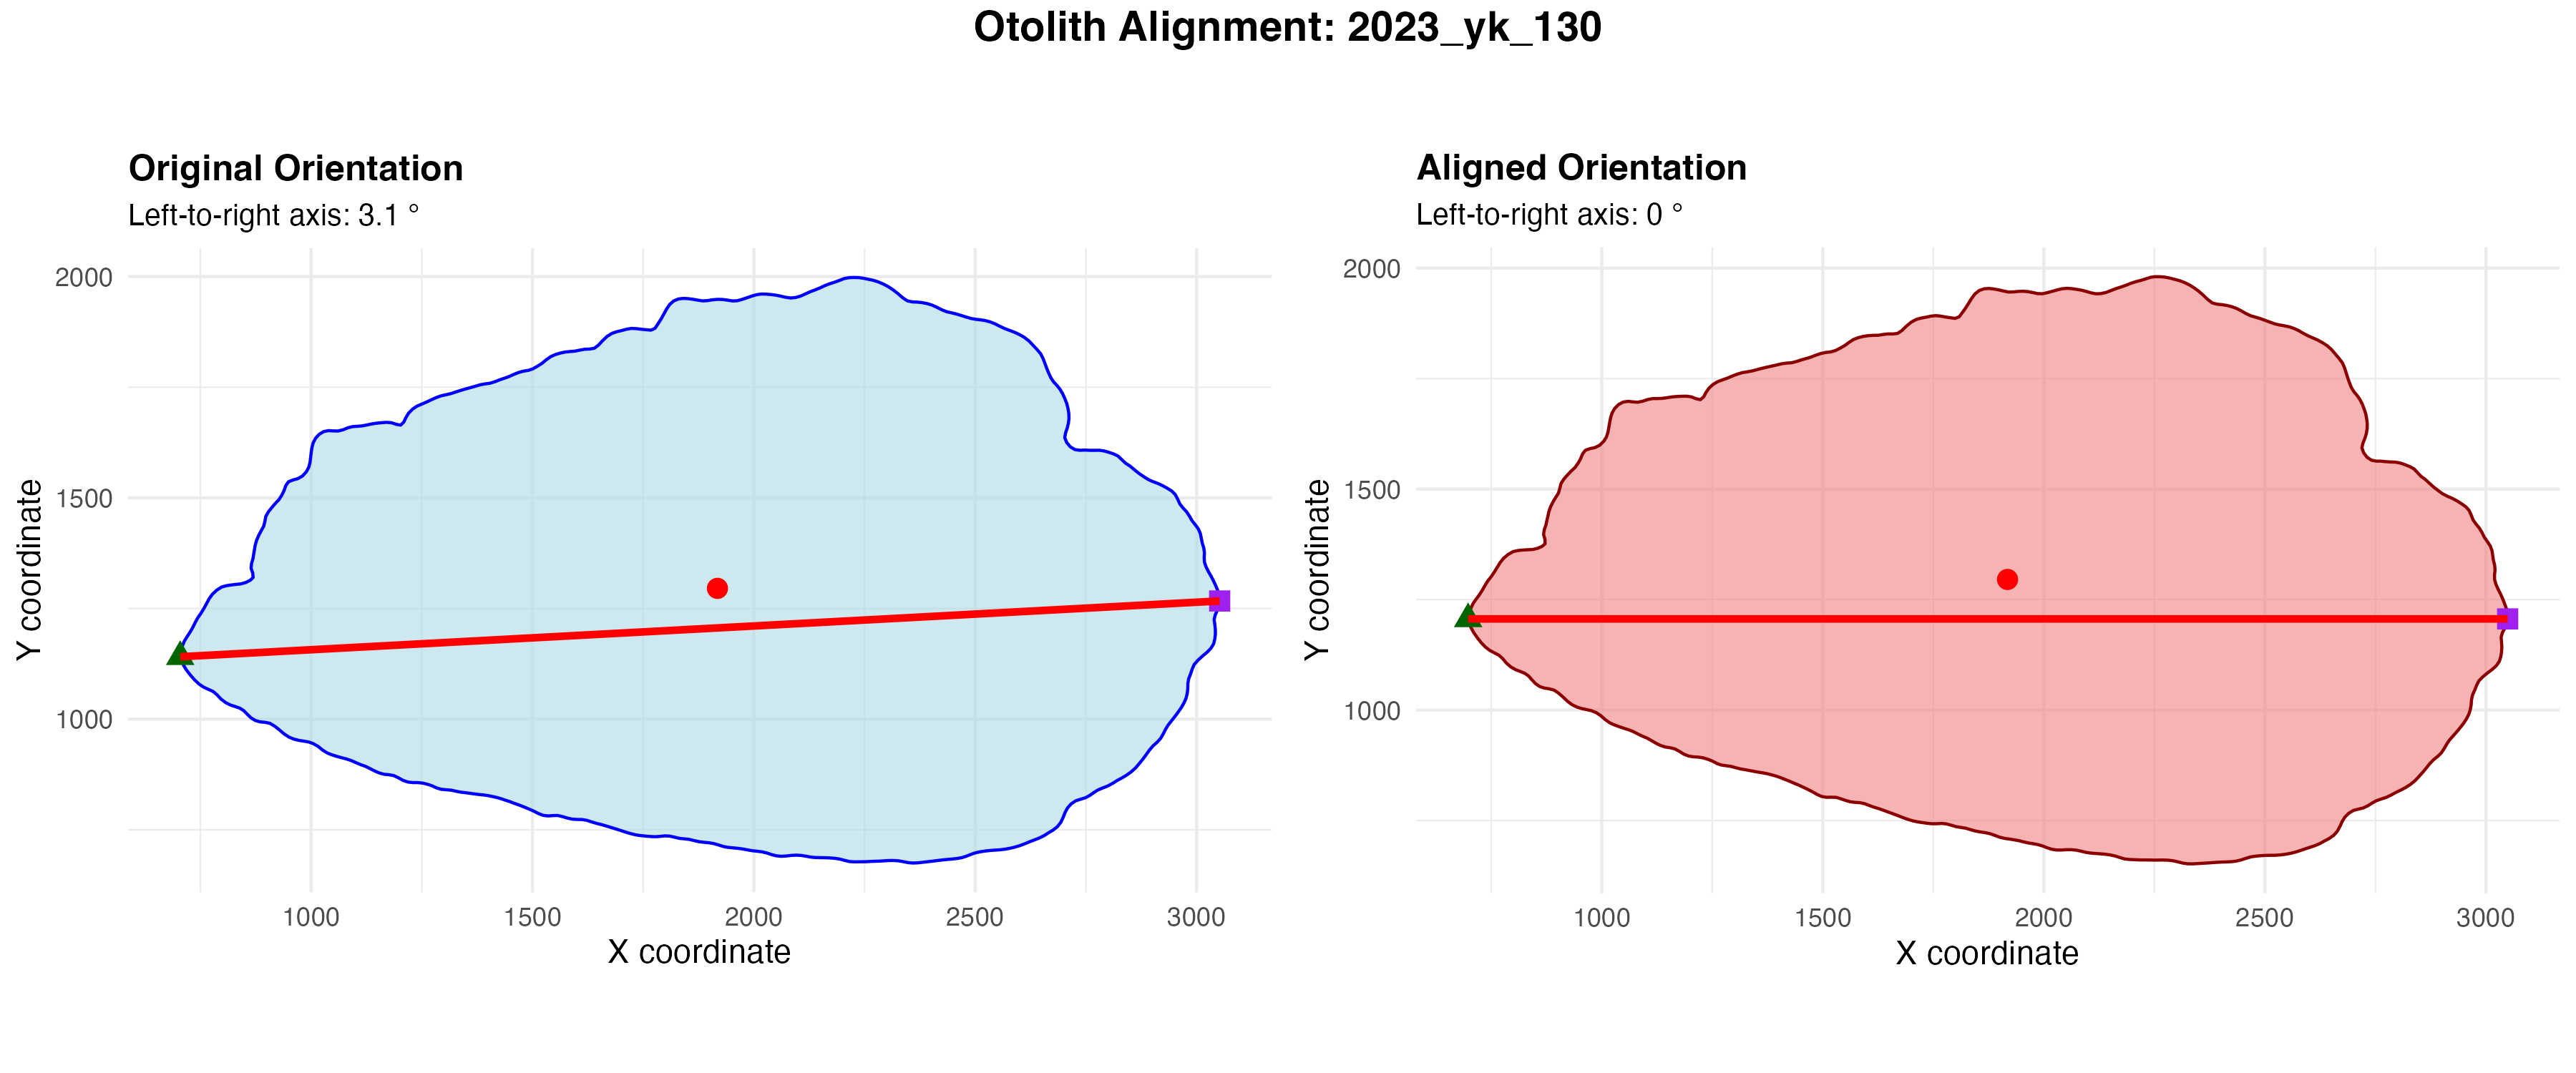 Otolith Alignment: 2023_yk_130
Original Orientation
Left-to-right axis: 3.1 °
Y coordinate
2000
1500
1000
1000 1500 2000 2500 3000
X coordinate
Aligned Orientation
Left-to-right axis: 0 °
Y coordinate
2000
1500
1000
1000 1500 2000 2500 3000
X coordinate